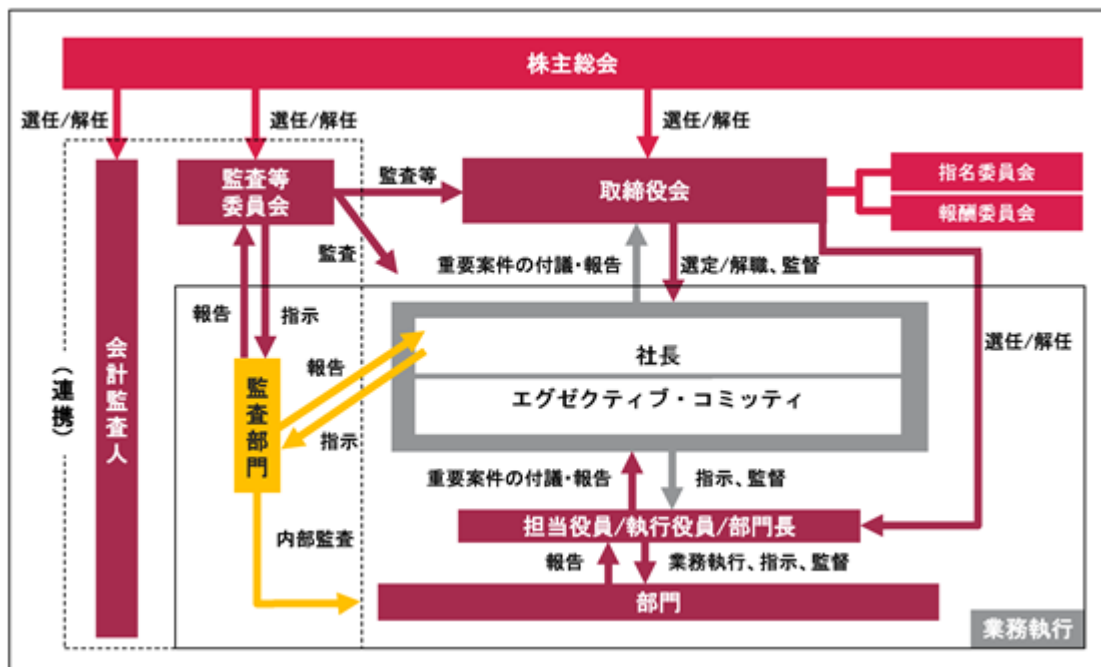 株主総会
選任/解任
選任/解任
選任/解任
監査等
委員会
監査等
取締役会
指名委員会
報酬委員会
監査
重要案件の付議・報告
選定/解職、監督
報告
指示
選任/解任
(連携)
会計監査人
監査部門
報告
指示
社長
エグゼクティブ・コミッティ
重要案件の付議・報告
指示、監督
担当役員/執行役員/部門長
内部監査
報告
業務執行、指示、監督
部門
業務執行